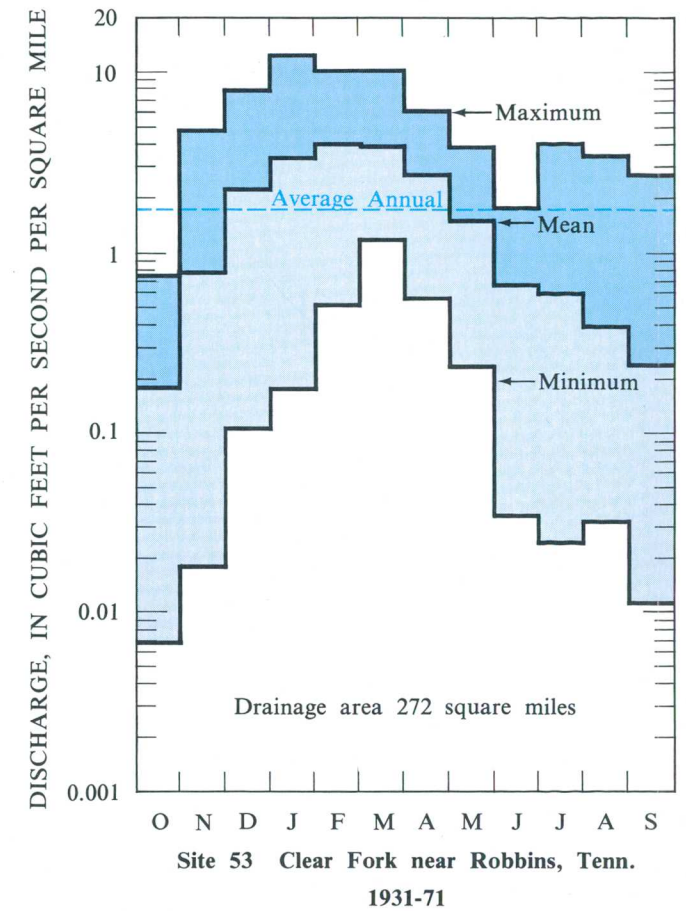 DISCHARGE, IN CUBIC FEET PER SECOND PER SQUARE MILE
20
10
1
0.1
0.01
0.001
Maximum
Average Annual
Mean
Minimum
Drainage area 272 square miles
O N D J F M A M J J A S
Site 53 Clear Fork near Robbins, Tenn.
1931-71